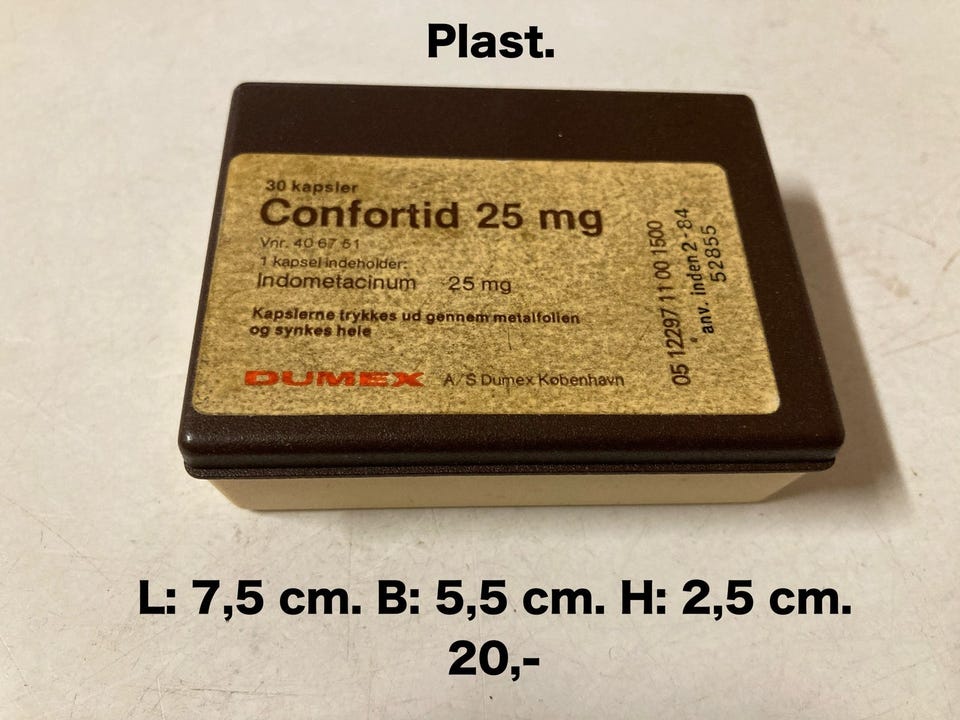 Plast.
30 kapsler
Confortid 25 mg
Vnr. 40 67 51
1 kapsel indeholder:
Indometacinum 25 mg
Kapslerne trykkes ud gennem metalfolien
og synkes hele
DUMEX A/S Dumex København
05 12297 11 00 1500
anv. inden 2-84
52855
L: 7,5 cm. B: 5,5 cm. H: 2,5 cm.
20,-